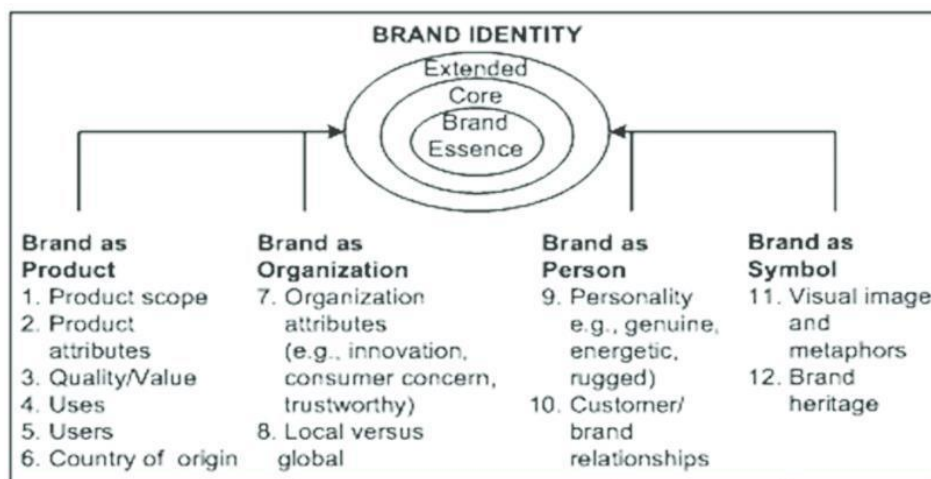 BRAND IDENTITY
Extended
Core
Brand
Essence
Brand as
Product
1. Product scope
2. Product
attributes
3. Quality/Value
4. Uses
5. Users
6. Country of origin
Brand as
Organization
7. Organization
attributes
(e.g., innovation,
consumer concern,
trustworthy)
8. Local versus
global
Brand as
Person
9. Personality
e.g., genuine,
energetic,
rugged)
10. Customer/
brand
relationships
Brand as
Symbol
11. Visual image
and
metaphors
12. Brand
heritage